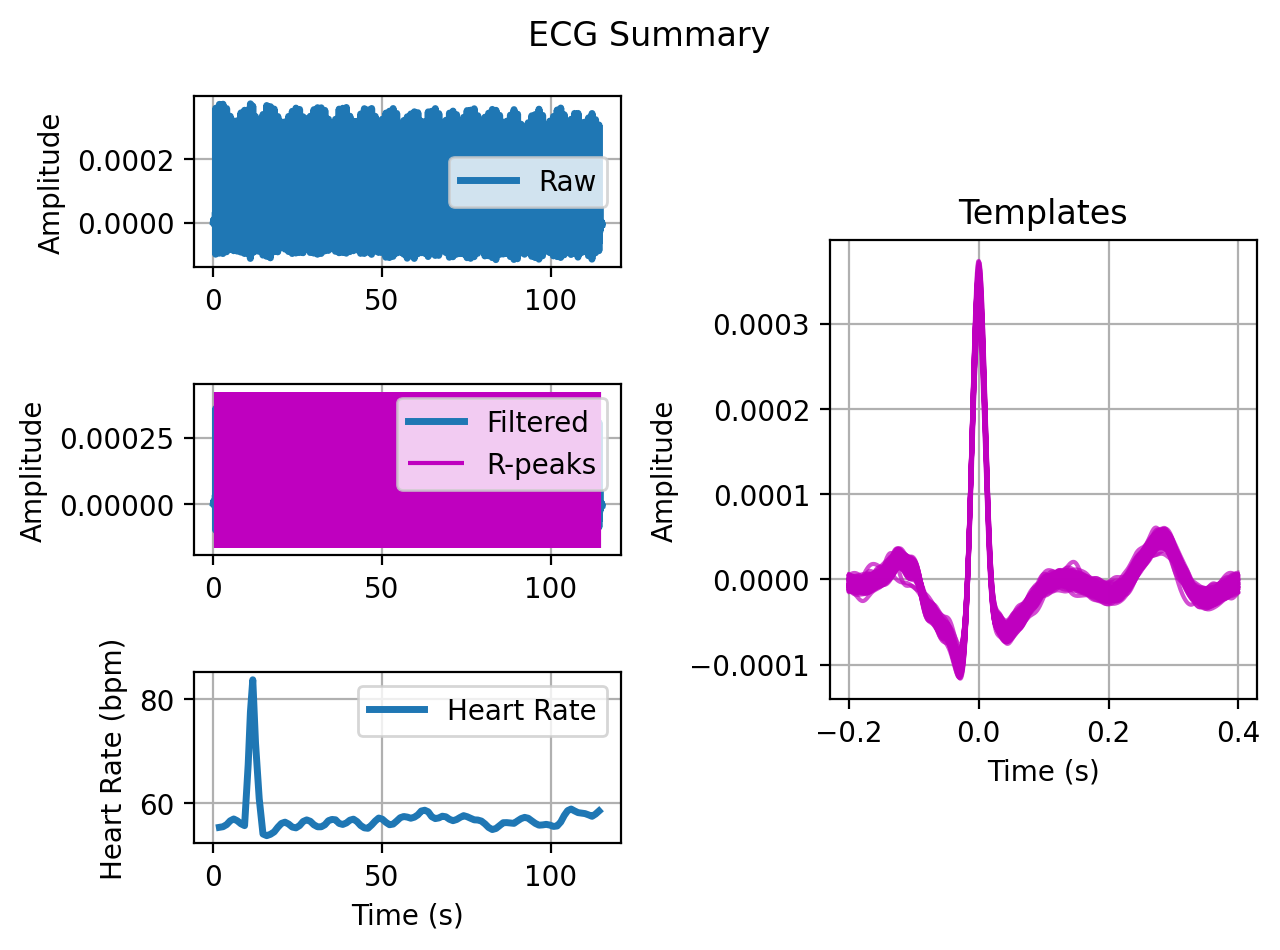 ECG Summary
Amplitude
0.0002
0.0000
Raw
0
50
100
Amplitude
0.00025
0.00000
Filtered
R-peaks
0
50
100
Heart Rate (bpm)
80
60
Heart Rate
0
50
100
Time (s)
Templates
Amplitude
0.0003
0.0002
0.0001
0.0000
−0.0001
−0.2
0.0
0.2
0.4
Time (s)